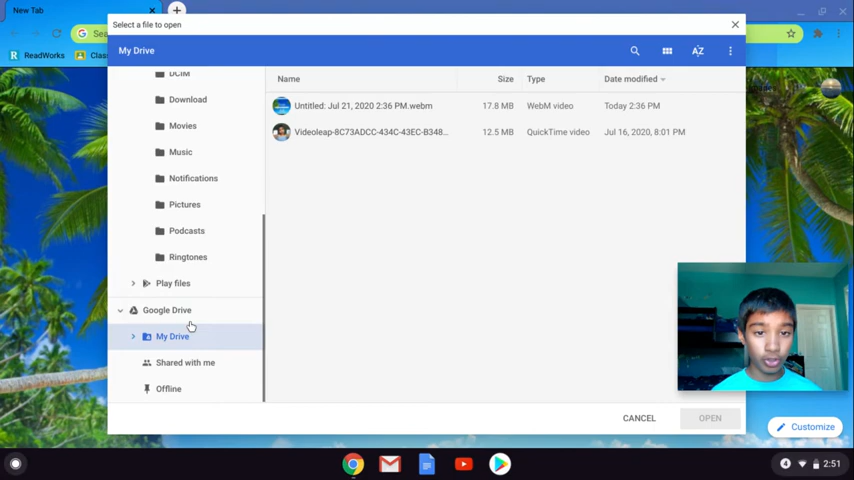 New Tab
Select a file to open
My Drive
Name Size Type Date modified
Untitled: Jul 21, 2020 2:36 PM.webm 17.8 MB WebM video Today 2:36 PM
Videoleap-8C73ADCC-434C-43EC-B348... 12.5 MB QuickTime video Jul 16, 2020, 8:01 PM
DCIM
Download
Movies
Music
Notifications
Pictures
Podcasts
Ringtones
Play files
Google Drive
My Drive
Shared with me
Offline
CANCEL OPEN
Sea
ReadWorks
Class
Customize
4 2:51